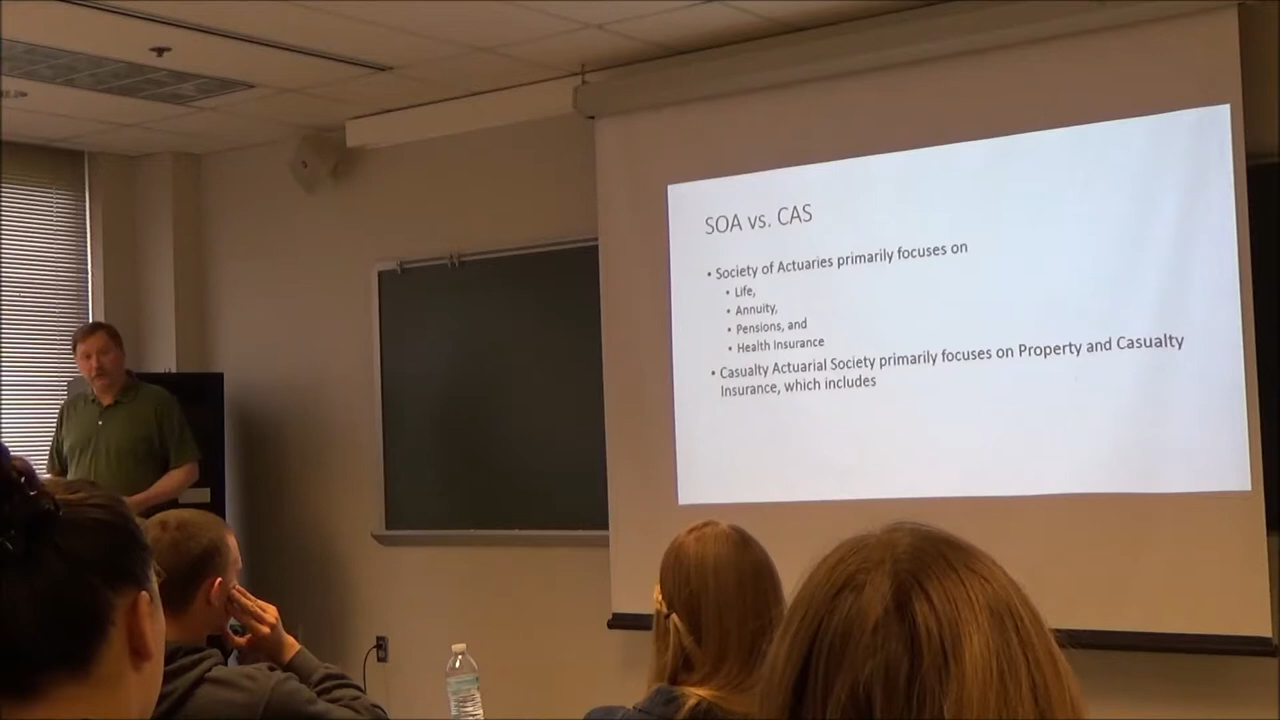 SOA vs. CAS
• Society of Actuaries primarily focuses on
• Life,
• Annuity,
• Pensions, and
• Health Insurance
• Casualty Actuarial Society primarily focuses on Property and Casualty
Insurance, which includes